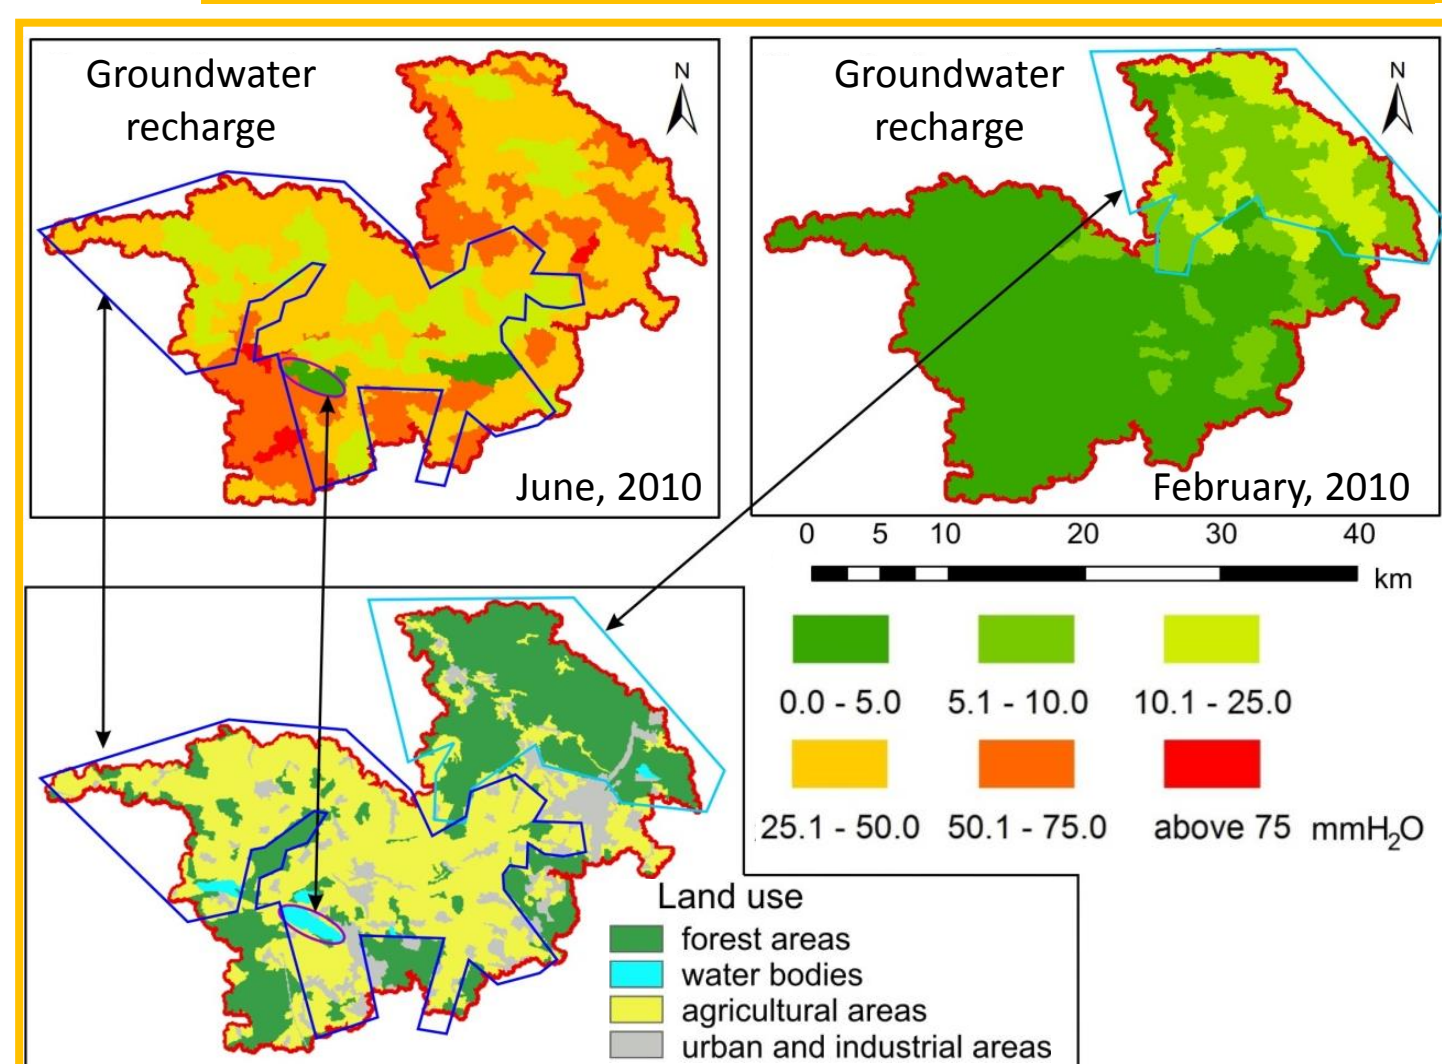 Groundwater
recharge
N
June, 2010
Groundwater
recharge
N
February, 2010
0 5 10 20 30 40
km
0.0 - 5.0 5.1 - 10.0 10.1 - 25.0
25.1 - 50.0 50.1 - 75.0 above 75 mmH₂O
Land use
forest areas
water bodies
agricultural areas
urban and industrial areas